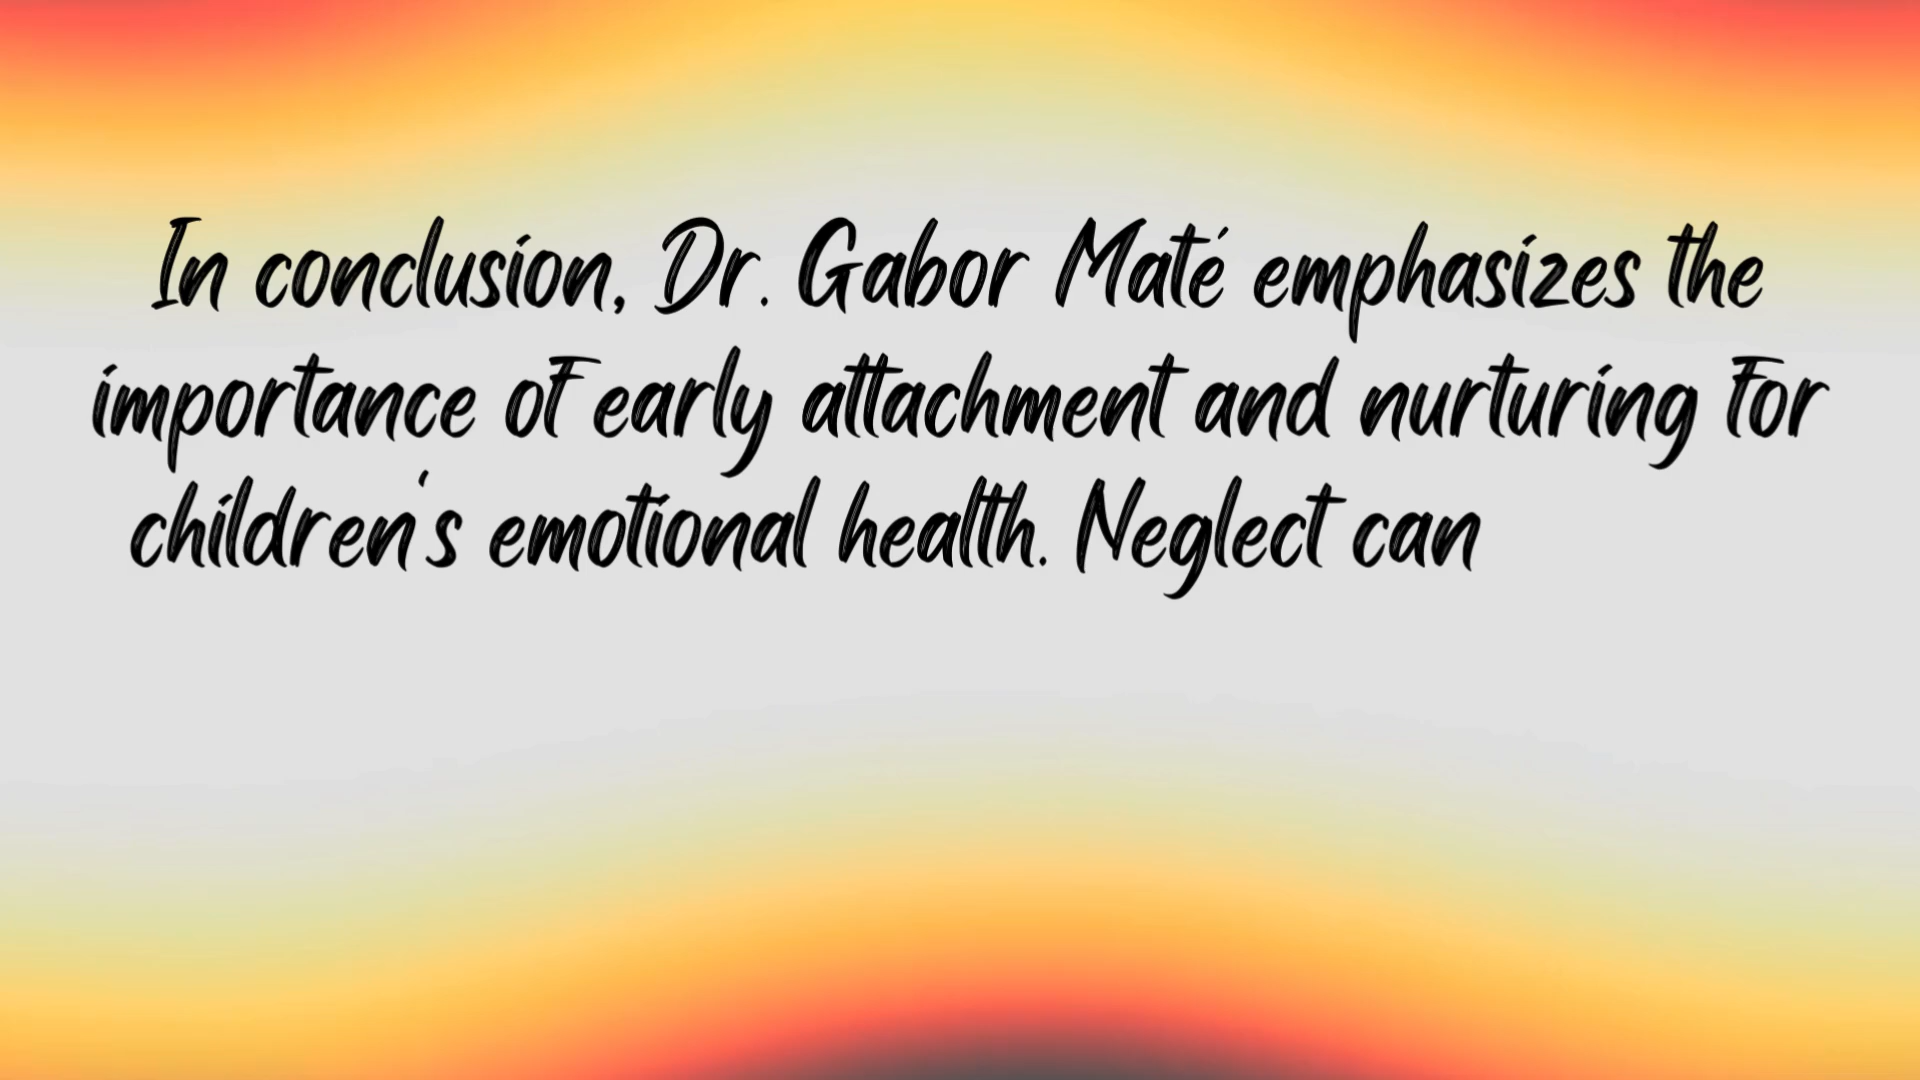 In conclusion, Dr. Gabor Maté emphasizes the
importance of early attachment and nurturing for
children's emotional health. Neglect can